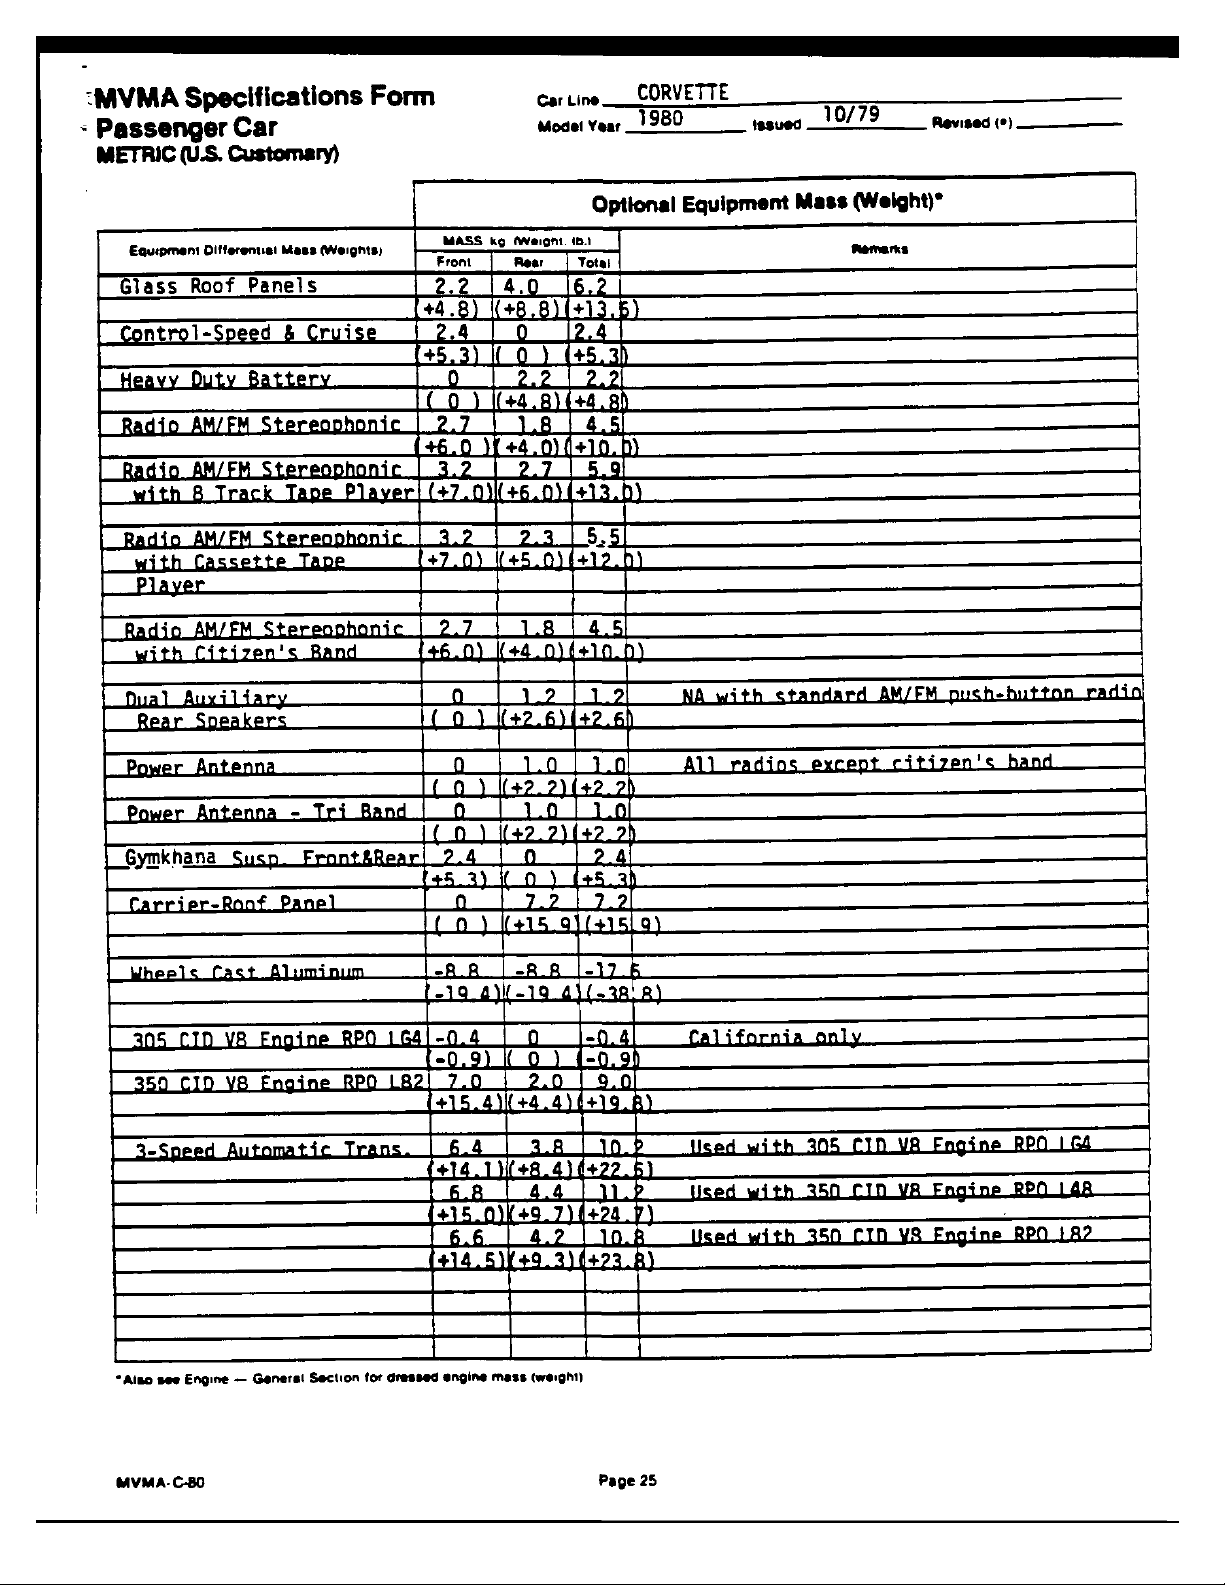 MVMA Specifications Form
Passenger Car
METRIC (U.S. Customary)
Car Line CORVETTE
Model Year 1980 Issued 10/79 Revised (•)
Optional Equipment Mass (Weight)*
Equipment Differential Mass (Weights) MASS kg (Weight, lb.) Remarks
Front Rear Total
Glass Roof Panels 2.2 4.0 6.2
(+4.8) (+8.8) (+13.6)
Control-Speed & Cruise 2.4 0 2.4
(+5.3) ( 0 ) (+5.3)
Heavy Duty Battery 0 2.2 2.2
( 0 ) (+4.8) (+4.8)
Radio AM/FM Stereophonic 2.7 1.8 4.5
(+6.0 ) (+4.0) (+10.0)
Radio AM/FM Stereophonic 3.2 2.7 5.9
with 8 Track Tape Player (+7.0) (+6.0) (+13.0)
Radio AM/FM Stereophonic 3.2 2.3 5.5
with Cassette Tape (+7.0) (+5.0) (+12.0)
Player
Radio AM/FM Stereophonic 2.7 1.8 4.5
with Citizen's Band (+6.0) (+4.0) (+10.0)
Dual Auxiliary 0 1.2 1.2 NA with standard AM/FM push-button radio
Rear Speakers ( 0 ) (+2.6) (+2.6)
Power Antenna 0 1.0 1.0 All radios except citizen's band
( 0 ) (+2.2) (+2.2)
Power Antenna - Tri Band 0 1.0 1.0
( 0 ) (+2.2) (+2.2)
Gymkhana Susp. Front&Rear 2.4 0 2.4
(+5.3) ( 0 ) (+5.3)
Carrier-Roof Panel 0 7.2 7.2
( 0 ) (+15.9) (+15.9)
Wheels Cast Aluminum -8.8 -8.8 -17.6
(-19.4) (-19.4) (-38.8)
305 CID V8 Engine RPO LG4 -0.4 0 -0.4 California only
(-0.9) ( 0 ) (-0.9)
350 CID V8 Engine RPO L82 7.0 2.0 9.0
(+15.4) (+4.4) (+19.8)
3-Speed Automatic Trans. 6.4 3.8 10.2 Used with 305 CID V8 Engine RPO LG4
(+14.1) (+8.4) (+22.5)
6.8 4.4 11.2 Used with 350 CID V8 Engine RPO L48
(+15.0) (+9.7) (+24.7)
6.6 4.2 10.8 Used with 350 CID V8 Engine RPO L82
(+14.5) (+9.3) (+23.8)
*Also see Engine — General Section for dressed engine mass (weight)
MVMA-C-80 Page 25